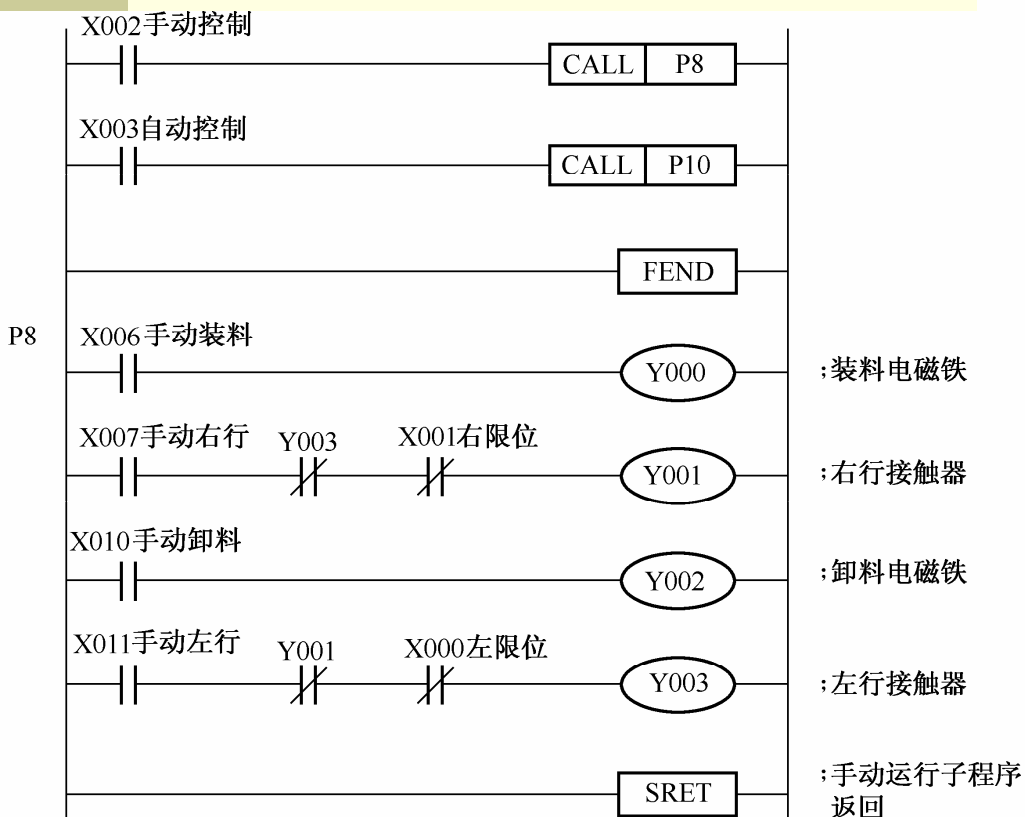 X002手动控制
CALL P8
X003自动控制
CALL P10
FEND
P8
X006手动装料
Y000 ;装料电磁铁
X007手动右行 Y003 X001右限位
Y001 ;右行接触器
X010手动卸料
Y002 ;卸料电磁铁
X011手动左行 Y001 X000左限位
Y003 ;左行接触器
SRET ;手动运行子程序
返回